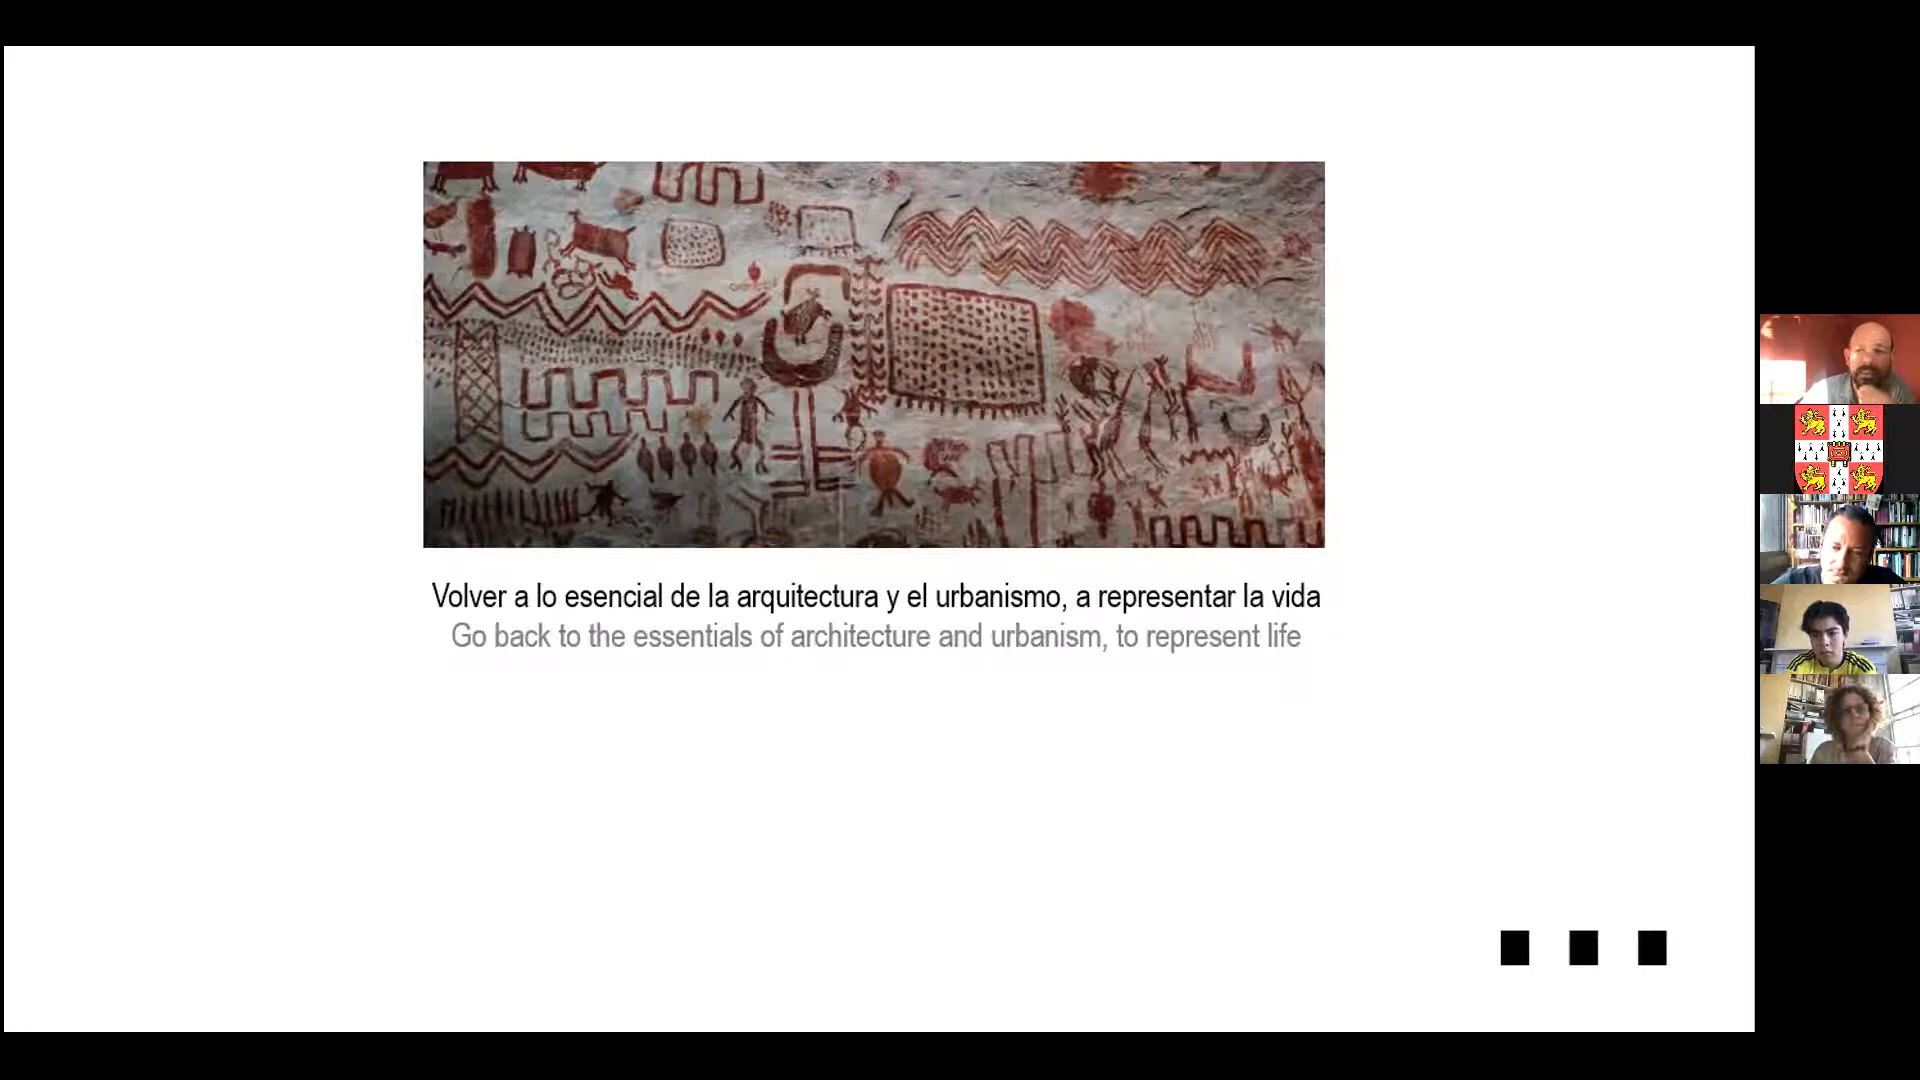 Volver a lo esencial de la arquitectura y el urbanismo, a representar la vida
Go back to the essentials of architecture and urbanism, to represent life